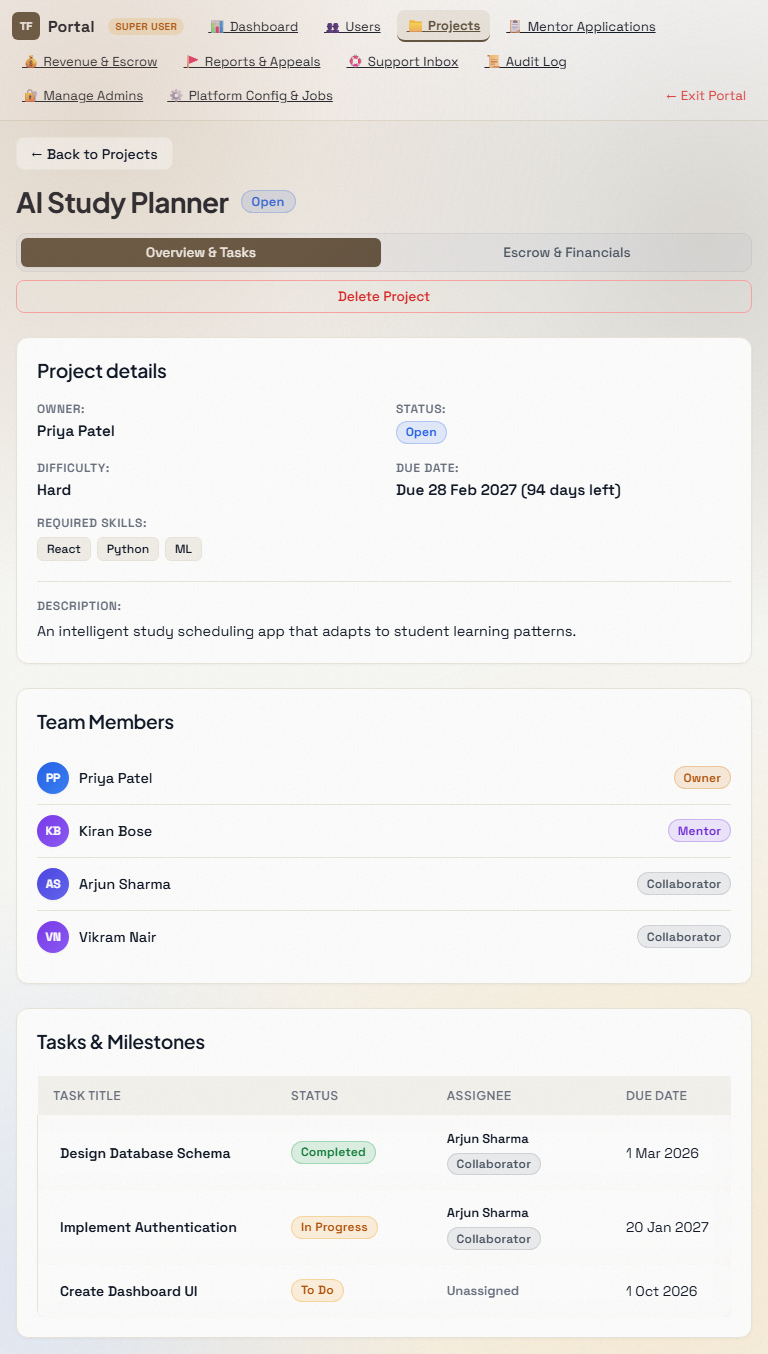 TF Portal SUPER USER 📊 Dashboard 👥 Users 📁 Projects 📋 Mentor Applications
💰 Revenue & Escrow 🚩 Reports & Appeals 🛟 Support Inbox 📜 Audit Log
🔐 Manage Admins ⚙️ Platform Config & Jobs ← Exit Portal
← Back to Projects
AI Study Planner Open
Overview & Tasks Escrow & Financials
Delete Project
Project details
OWNER: STATUS:
Priya Patel Open
DIFFICULTY: DUE DATE:
Hard Due 28 Feb 2027 (94 days left)
REQUIRED SKILLS:
React Python ML
DESCRIPTION:
An intelligent study scheduling app that adapts to student learning patterns.
Team Members
PP Priya Patel Owner
KB Kiran Bose Mentor
AS Arjun Sharma Collaborator
VN Vikram Nair Collaborator
Tasks & Milestones
TASK TITLE STATUS ASSIGNEE DUE DATE
Design Database Schema Completed Arjun Sharma Collaborator 1 Mar 2026
Implement Authentication In Progress Arjun Sharma Collaborator 20 Jan 2027
Create Dashboard UI To Do Unassigned 1 Oct 2026